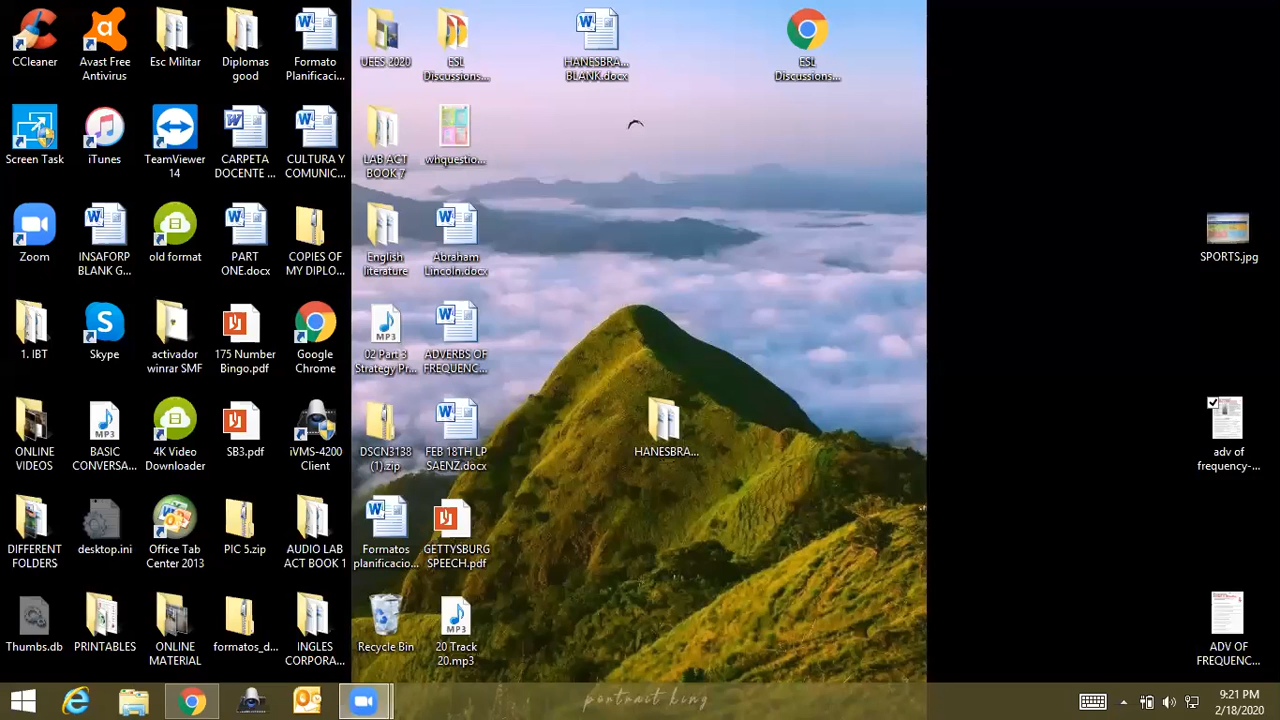 CCleaner
Avast Free
Antivirus
Esc Militar
Diplomas
good
Formato
Planificaci...
UEES 2020
ESL
Discussions...
HANESBRA...
BLANK.docx
ESL
Discussions...
Screen Task
iTunes
TeamViewer
14
CARPETA
DOCENTE ...
CULTURA Y
COMUNIC...
LAB ACT
BOOK 7
whquestio...
Zoom
INSAFORP
BLANK G...
old format
PART
ONE.docx
COPIES OF
MY DIPLO...
English
literature
Abraham
Lincoln.docx
SPORTS.jpg
1. IBT
Skype
activador
winrar SMF
175 Number
Bingo.pdf
Google
Chrome
MP3
02 Part 3
Strategy Pr...
ADVERBS OF
FREQUENC...
ONLINE
VIDEOS
MP3
BASIC
CONVERSA...
4K Video
Downloader
SB3.pdf
iVMS-4200
Client
DSCN3138
(1).zip
FEB 18TH LP
SAENZ.docx
HANESBRA...
adv of
frequency-...
DIFFERENT
FOLDERS
desktop.ini
Office Tab
Center 2013
PIC 5.zip
AUDIO LAB
ACT BOOK 1
Formatos
planificacio...
GETTYSBURG
SPEECH.pdf
Thumbs.db
PRINTABLES
ONLINE
MATERIAL
formatos_d...
INGLES
CORPORA...
Recycle Bin
MP3
20 Track
20.mp3
ADV OF
FREQUENC...
portrait king
9:21 PM
2/18/2020